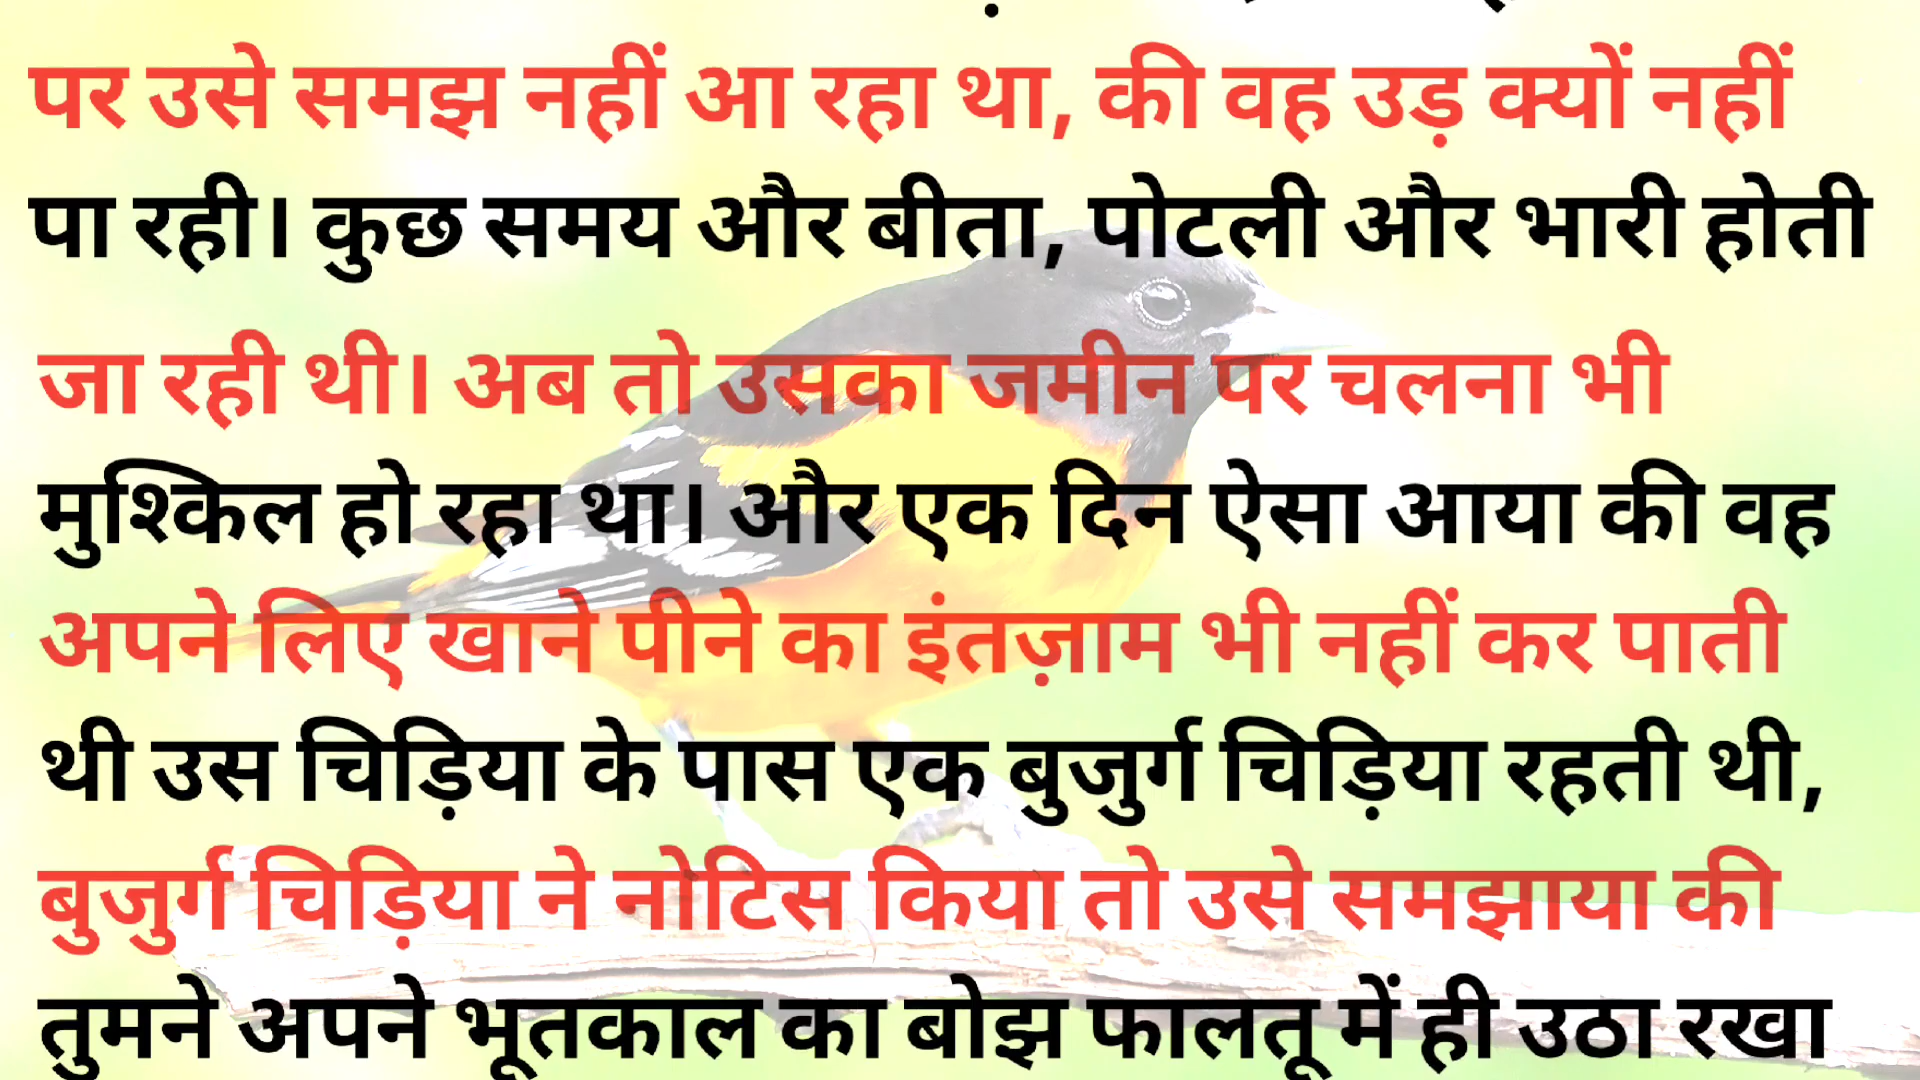 पर उसे समझ नहीं आ रहा था, की वह उड़ क्यों नहीं
पा रही। कुछ समय और बीता, पोटली और भारी होती
जा रही थी। अब तो उसका जमीन पर चलना भी
मुश्किल हो रहा था। और एक दिन ऐसा आया की वह
अपने लिए खाने पीने का इंतज़ाम भी नहीं कर पाती
थी उस चिड़िया के पास एक बुजुर्ग चिड़िया रहती थी,
बुजुर्ग चिड़िया ने नोटिस किया तो उसे समझाया की
तुमने अपने भूतकाल का बोझ फालतू में ही उठा रखा